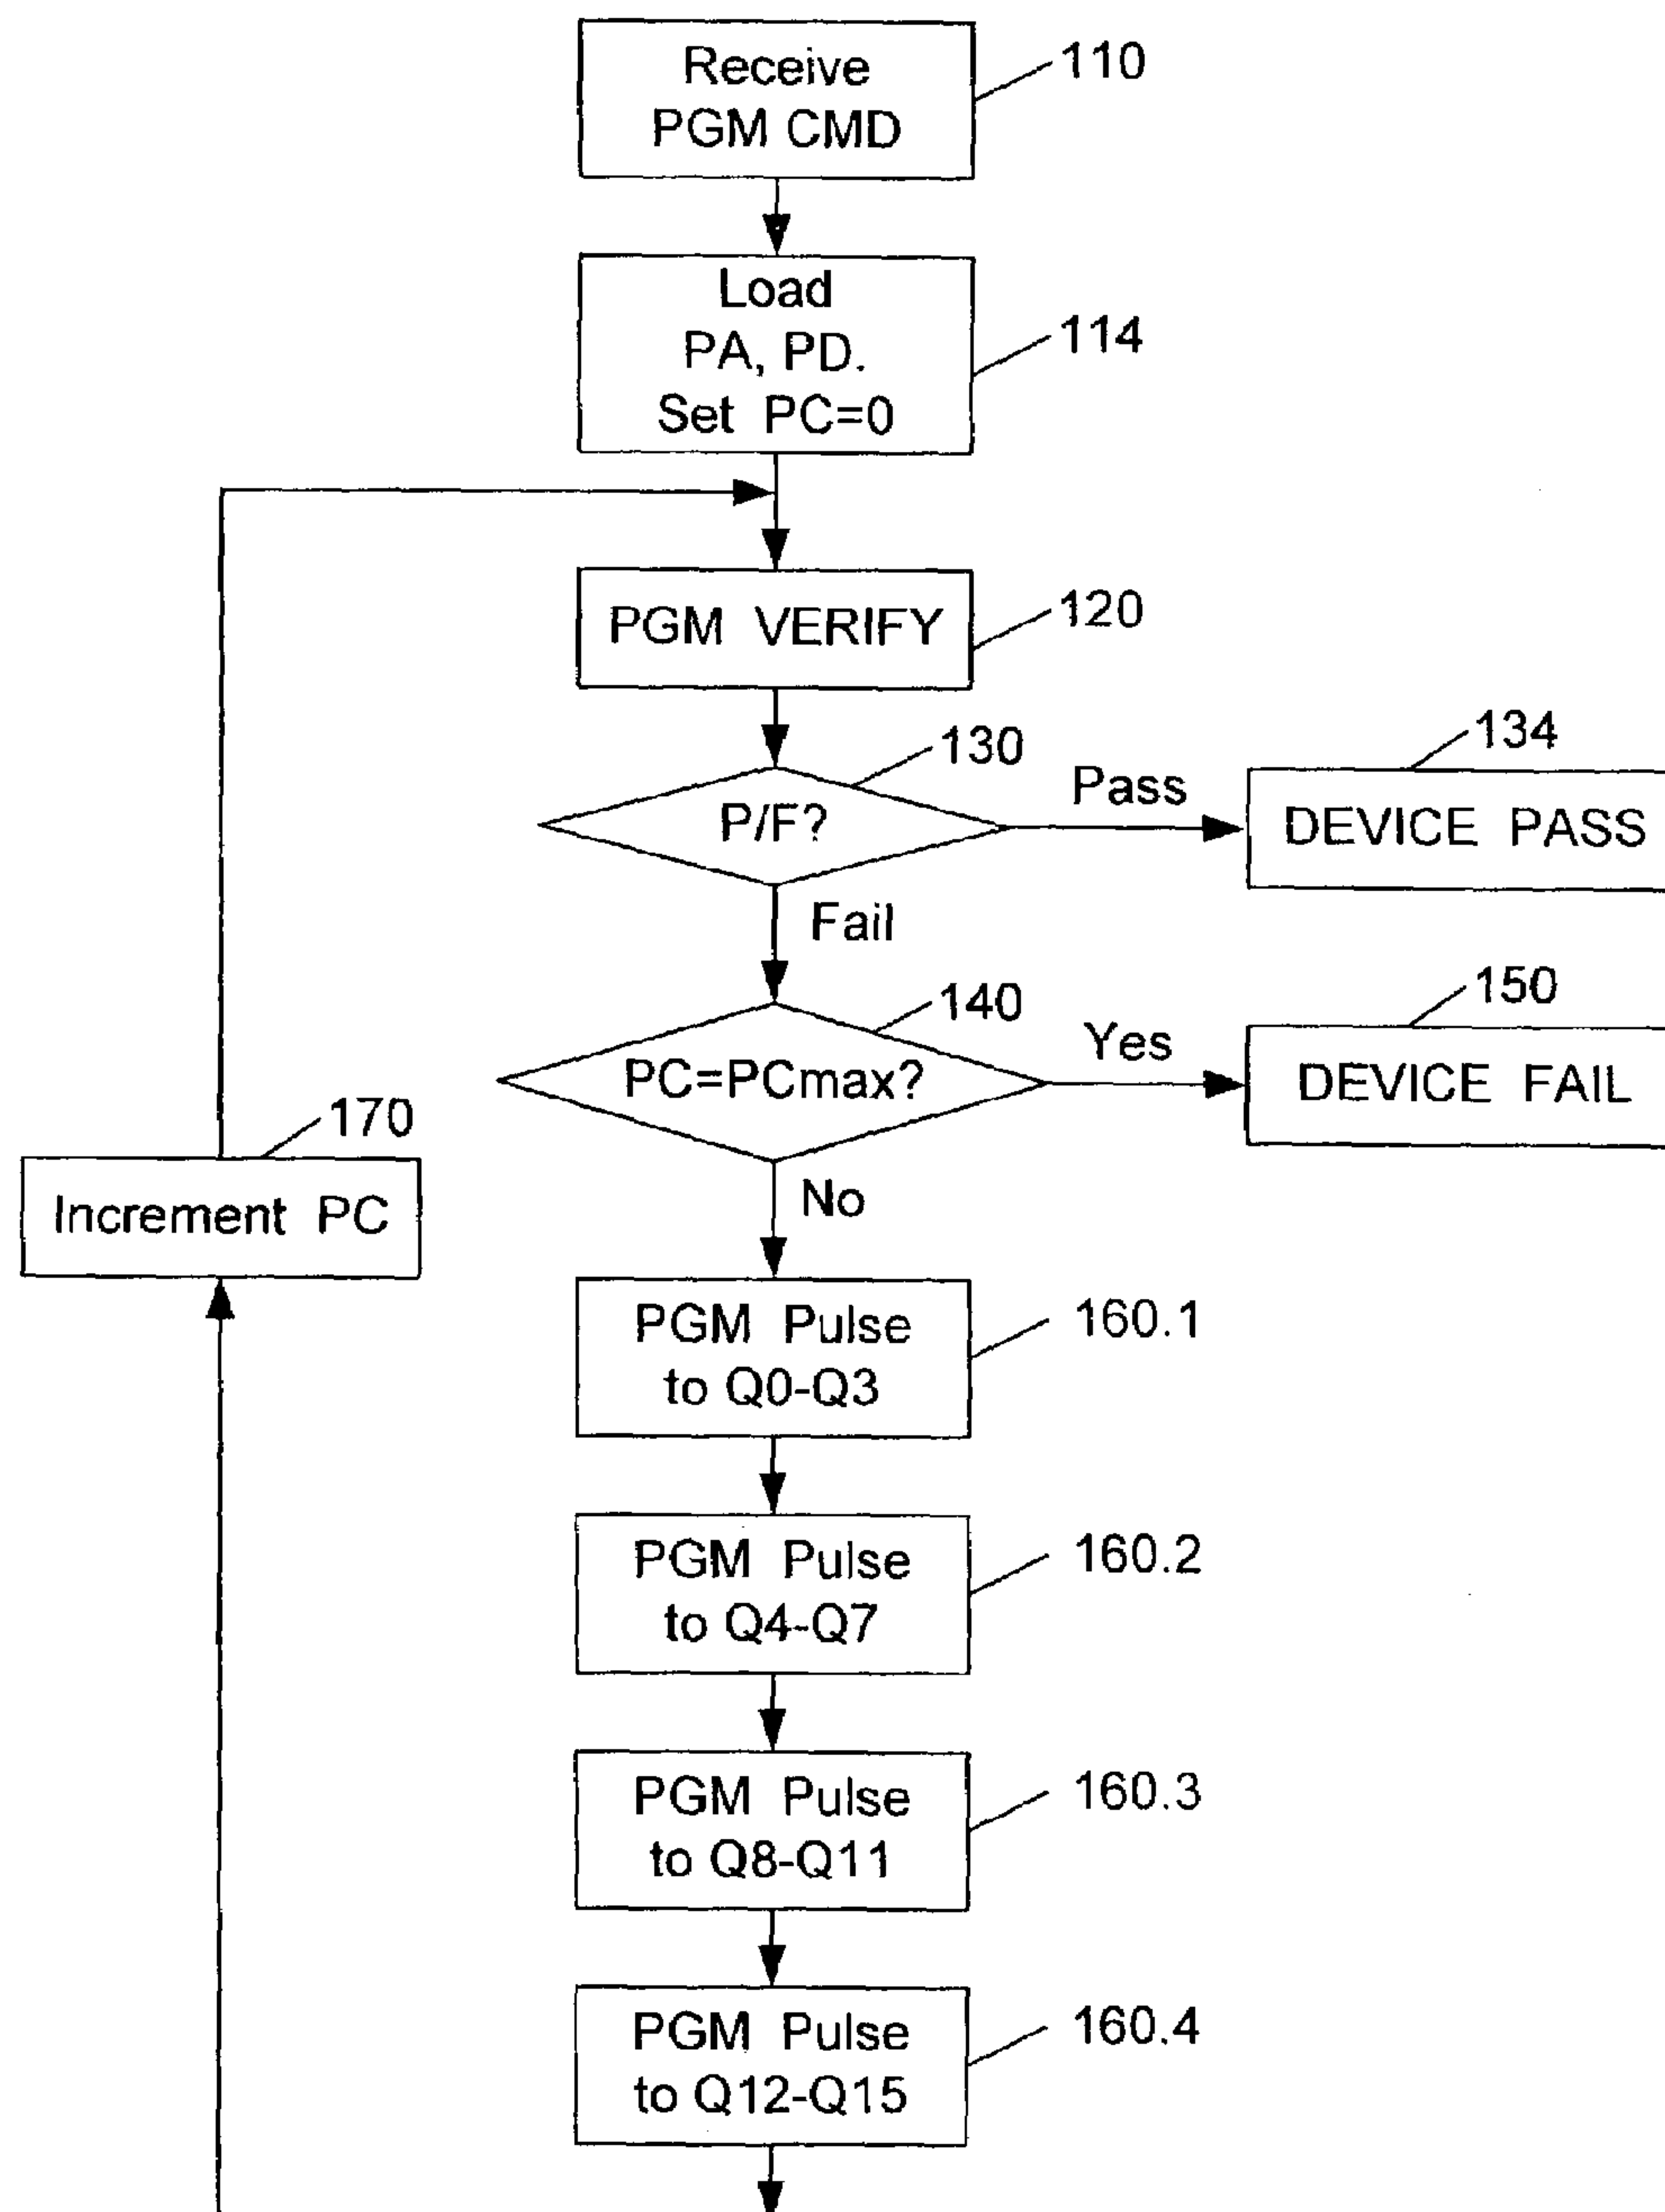 Receive
PGM CMD
110
Load
PA, PD.
Set PC=0
114
PGM VERIFY
120
130
P/F?
Pass
134
DEVICE PASS
Fail
140
PC=PCmax?
Yes
150
DEVICE FAIL
170
Increment PC
No
PGM Pulse
to Q0-Q3
160.1
PGM Pulse
to Q4-Q7
160.2
PGM Pulse
to Q8-Q11
160.3
PGM Pulse
to Q12-Q15
160.4